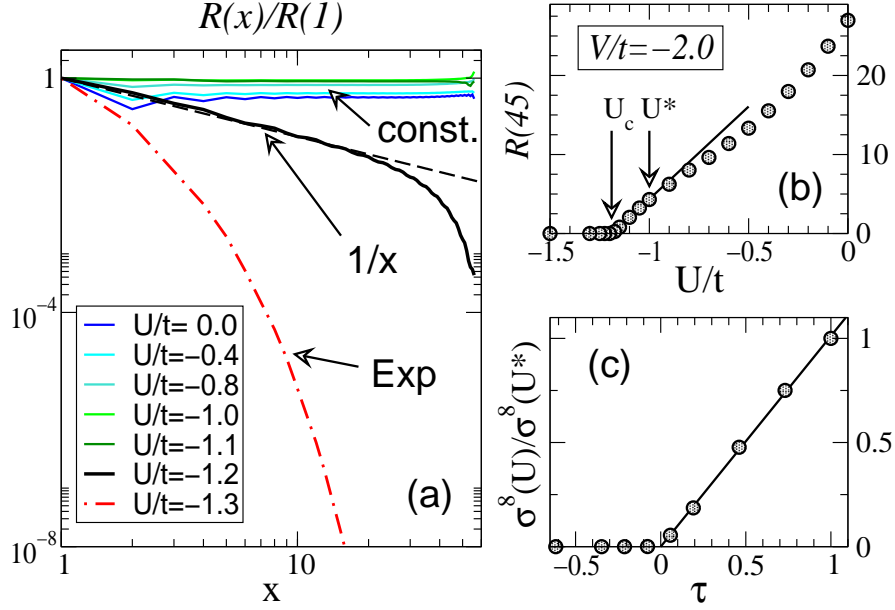 R(x)/R(1)
1
10^-4
10^-8
1
10
x
const.
1/x
Exp
(a)
U/t= 0.0
U/t=−0.4
U/t=−0.8
U/t=−1.0
U/t=−1.1
U/t=−1.2
U/t=−1.3
V/t=−2.0
U_c U*
(b)
R(45)
20
10
0
−1.5
−1
−0.5
0
U/t
(c)
σ^8(U)/σ^8(U*)
1
0.5
0
−0.5
0
0.5
1
τ